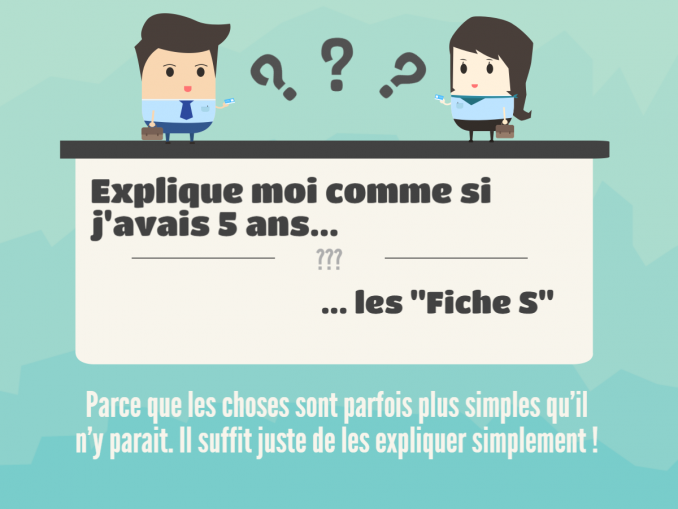 ? ? ?
Explique moi comme si
j'avais 5 ans...
???
... les "Fiche S"
Parce que les choses sont parfois plus simples qu'il
n'y parait. Il suffit juste de les expliquer simplement !